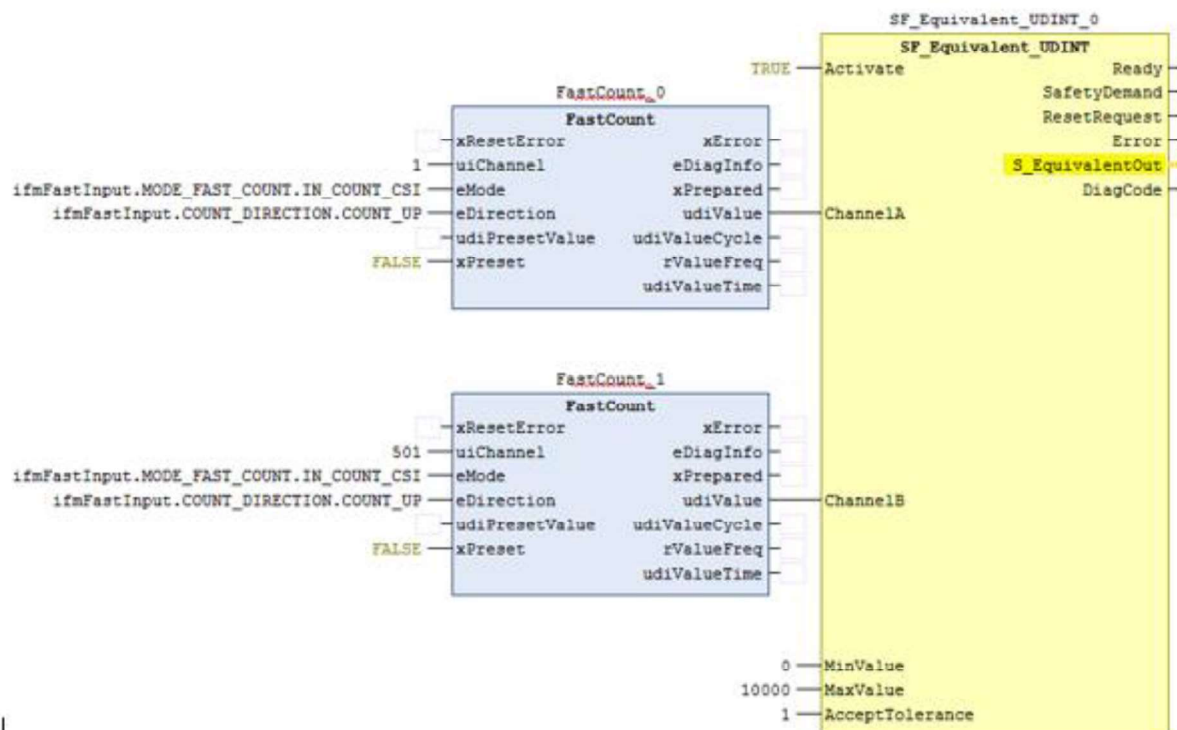 SF_Equivalent_UDINT_0
SF_Equivalent_UDINT
TRUE Activate Ready
SafetyDemand
ResetRequest
Error
S_EquivalentOut
DiagCode
FastCount_0
FastCount
xResetError xError
1 uiChannel eDiagInfo
ifmFastInput.MODE_FAST_COUNT.IN_COUNT_CSI eMode xPrepared
ifmFastInput.COUNT_DIRECTION.COUNT_UP eDirection udiValue ChannelA
udiPresetValue udiValueCycle
FALSE xPreset rValueFreq
udiValueTime
FastCount_1
FastCount
xResetError xError
501 uiChannel eDiagInfo
ifmFastInput.MODE_FAST_COUNT.IN_COUNT_CSI eMode xPrepared
ifmFastInput.COUNT_DIRECTION.COUNT_UP eDirection udiValue ChannelB
udiPresetValue udiValueCycle
FALSE xPreset rValueFreq
udiValueTime
0 MinValue
10000 MaxValue
1 AcceptTolerance